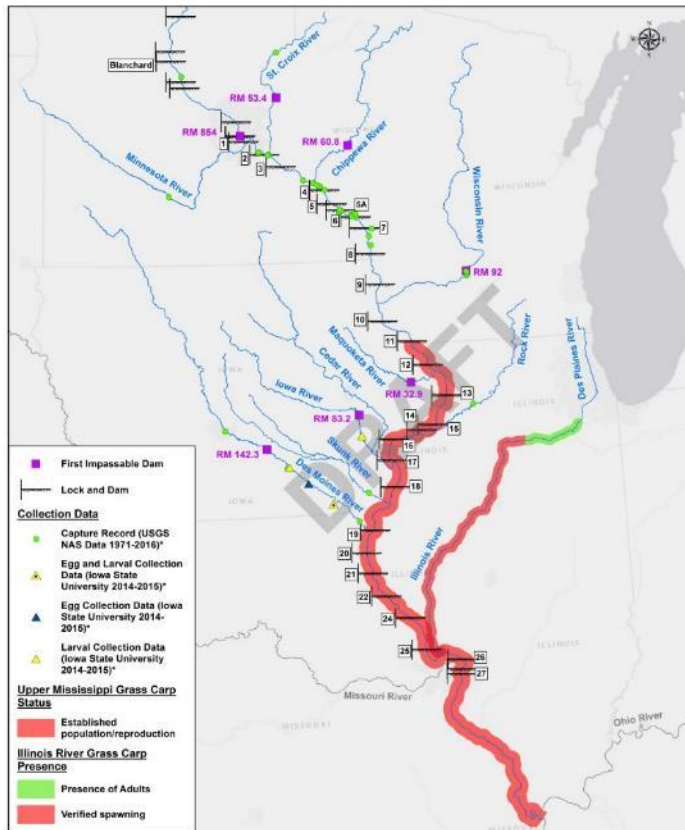 N
Blanchard
St. Croix River
RM 53.4
RM 854
RM 60.8
Chippewa River
1
2
3
Minnesota River
WISCONSIN
Wisconsin River
4
5
5A
6
7
8
RM 92
9
10
11
Maquoketa River
Cedar River
12
Rock River
Des Plaines River
RM 32.9
13
Iowa River
ILLINOIS
14
15
RM 83.2
16
Skunk River
17
RM 142.3
Des Moines River
18
IOWA
DRAFT
Illinois River
19
20
21
22
24
25
26
27
ILLINOIS
Missouri River
MISSOURI
Ohio River
First Impassable Dam
Lock and Dam
Collection Data
Capture Record (USGS
NAS Data 1971-2016)*
Egg and Larval Collection
Data (Iowa State
University 2014-2015)*
Egg Collection Data (Iowa
State University 2014-
2015)*
Larval Collection Data
(Iowa State University
2014-2015)*
Upper Mississippi Grass Carp
Status
Established
population/reproduction
Illinois River Grass Carp
Presence
Presence of Adults
Verified spawning